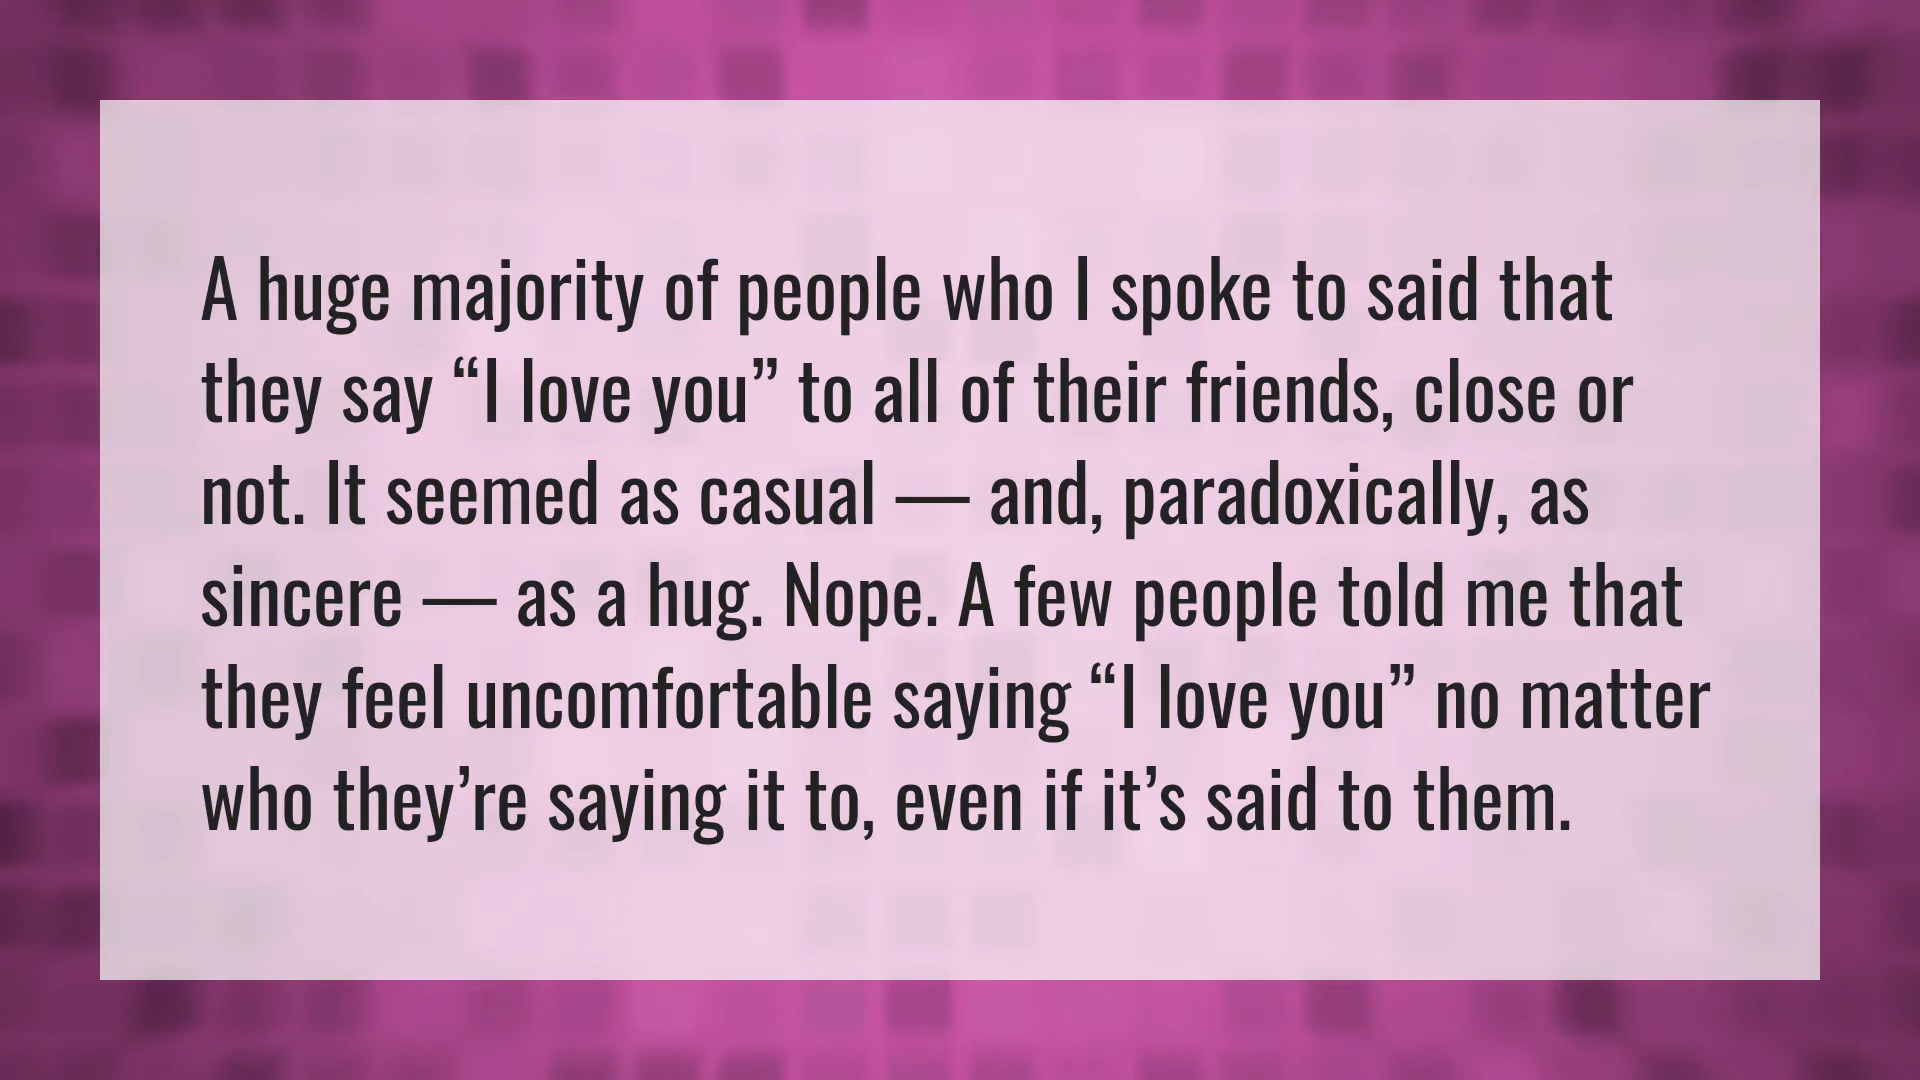 A huge majority of people who I spoke to said that
they say “I love you” to all of their friends, close or
not. It seemed as casual — and, paradoxically, as
sincere — as a hug. Nope. A few people told me that
they feel uncomfortable saying “I love you” no matter
who they’re saying it to, even if it’s said to them.